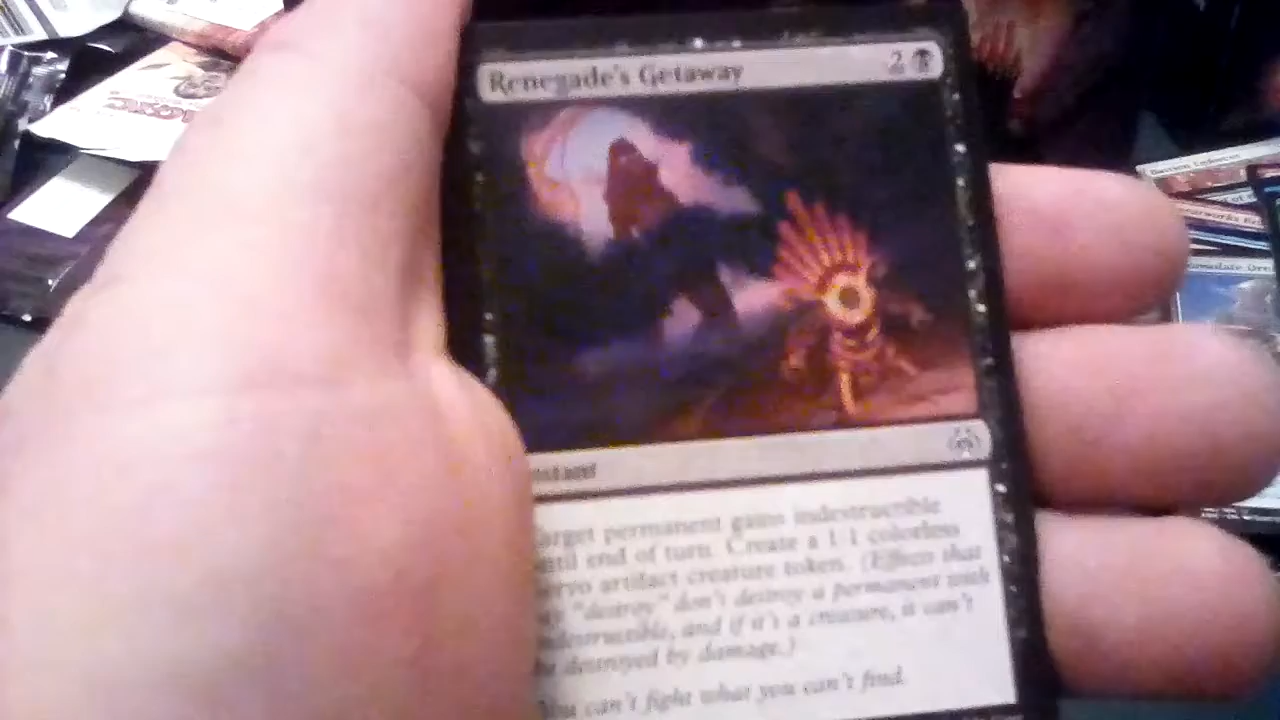 Renegade's Getaway 2
target permanent gains indestructible
until end of turn. Create a 1/1 colorless
artifact creature token. (Effects that
"destroy" don't destroy a permanent with
indestructible, and if it's a creature, it can't
be destroyed by damage.)
You can't fight what you can't find.